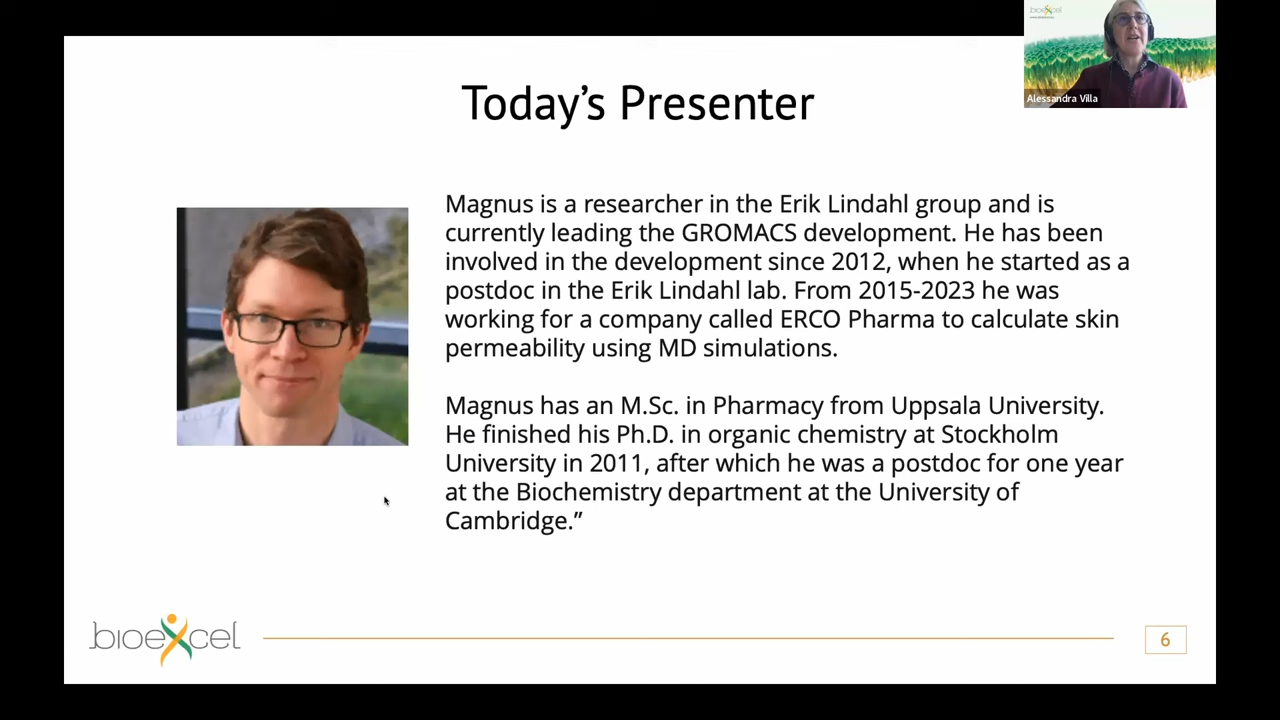 bioexcel
Alessandra Villa
Today's Presenter
Magnus is a researcher in the Erik Lindahl group and is
currently leading the GROMACS development. He has been
involved in the development since 2012, when he started as a
postdoc in the Erik Lindahl lab. From 2015-2023 he was
working for a company called ERCO Pharma to calculate skin
permeability using MD simulations.
Magnus has an M.Sc. in Pharmacy from Uppsala University.
He finished his Ph.D. in organic chemistry at Stockholm
University in 2011, after which he was a postdoc for one year
at the Biochemistry department at the University of
Cambridge.”
bioexcel
6